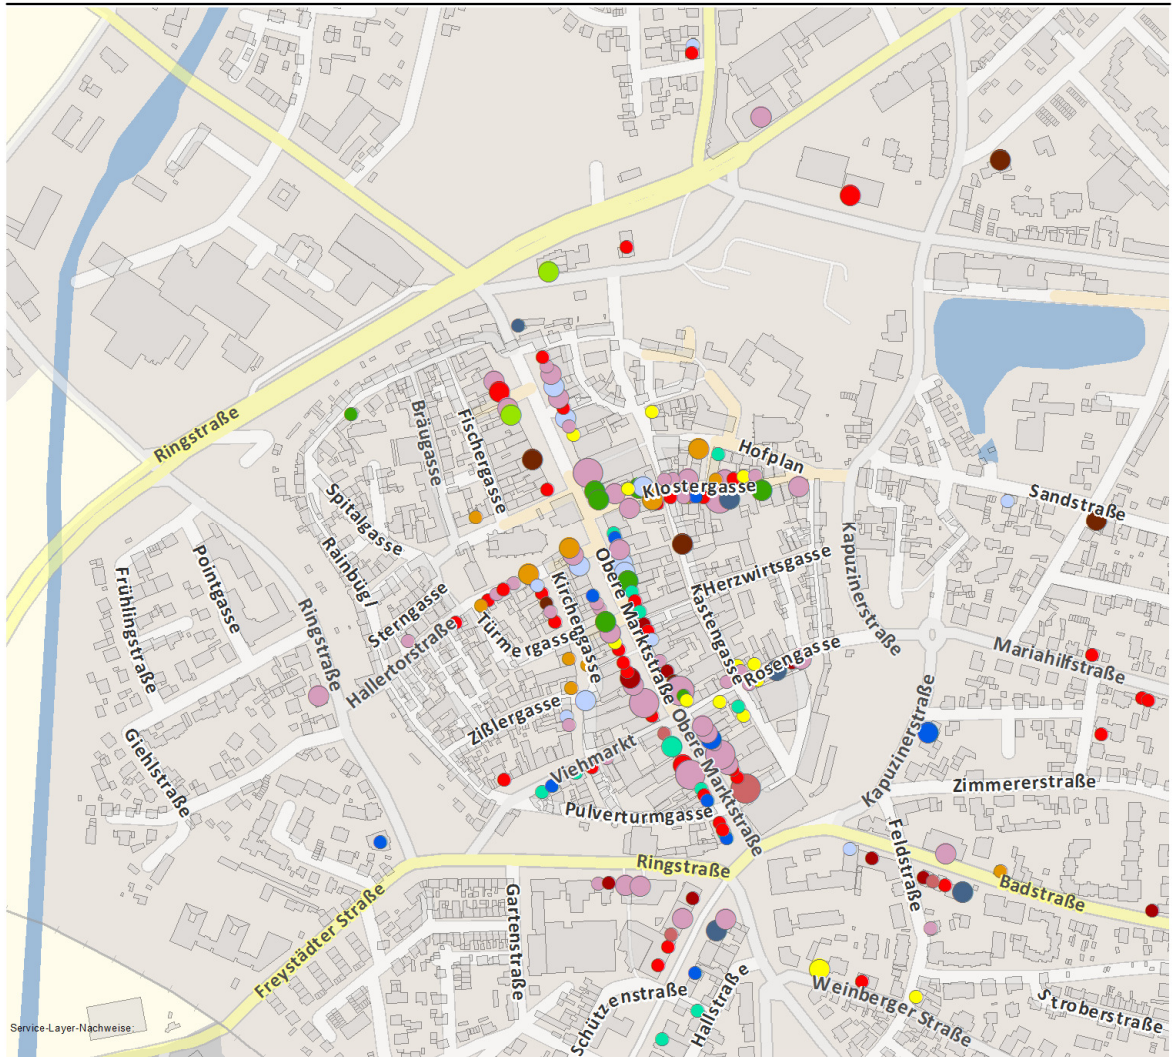 Ringstraße
Bräugasse
Fischergasse
Hofplan
Klostergasse
Sandstraße
Spitalgasse
Rainbügl
Pointgasse
Frühlingstraße
Ringstraße
Sterngasse
Hallertorstraße
Türmergasse
Kirchengasse
Obere Marktstraße
Kastengasse
Herzwirtsgasse
Kapuzinerstraße
Rosengasse
Mariahilfstraße
Zißlergasse
Obere Marktstraße
Kapuzinerstraße
Giehlstraße
Viehmarkt
Zimmererstraße
Pulverturmgasse
Ringstraße
Feldstraße
Badstraße
Freystädter Straße
Gartenstraße
Schützenstraße
Hallstraße
Weinberger Straße
Stroberstraße
Service-Layer-Nachweise: